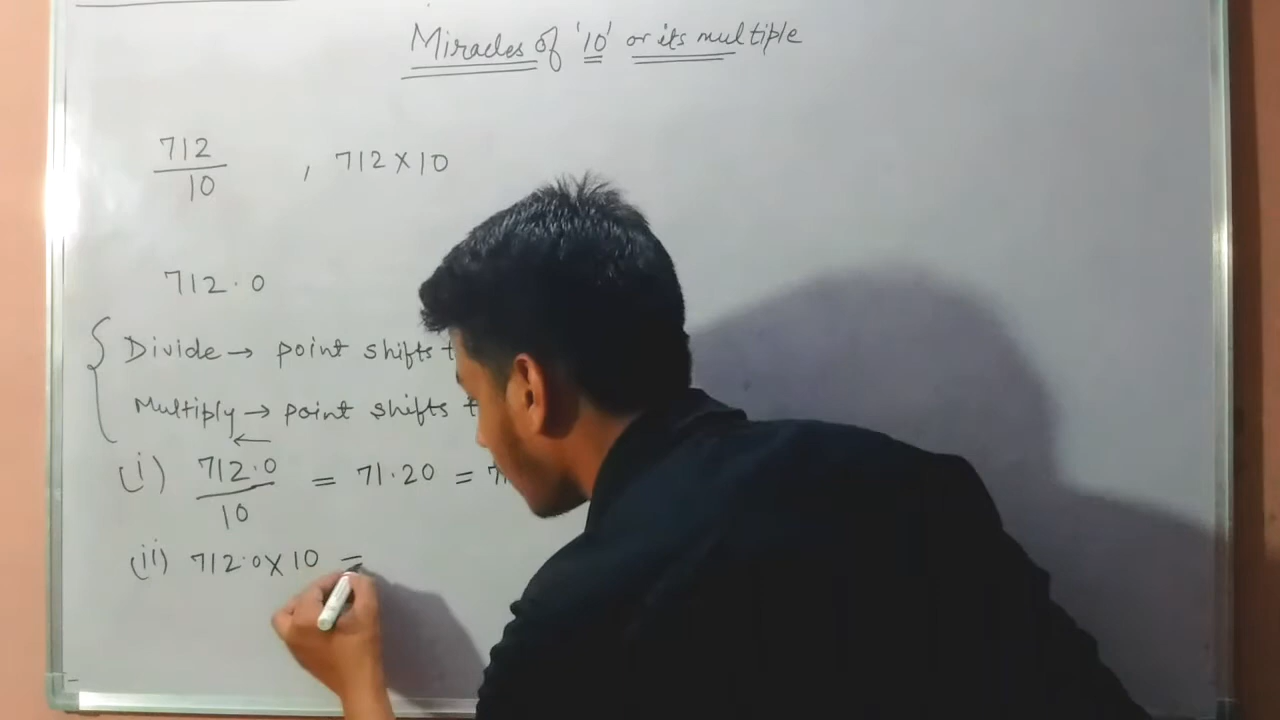 Miracles of '10' or its multiple
712/10 , 712 × 10
712.0
Divide → point shifts
Multiply → point shifts
←
(i) 712.0/10 = 71.20 =
(ii) 712.0 × 10 =